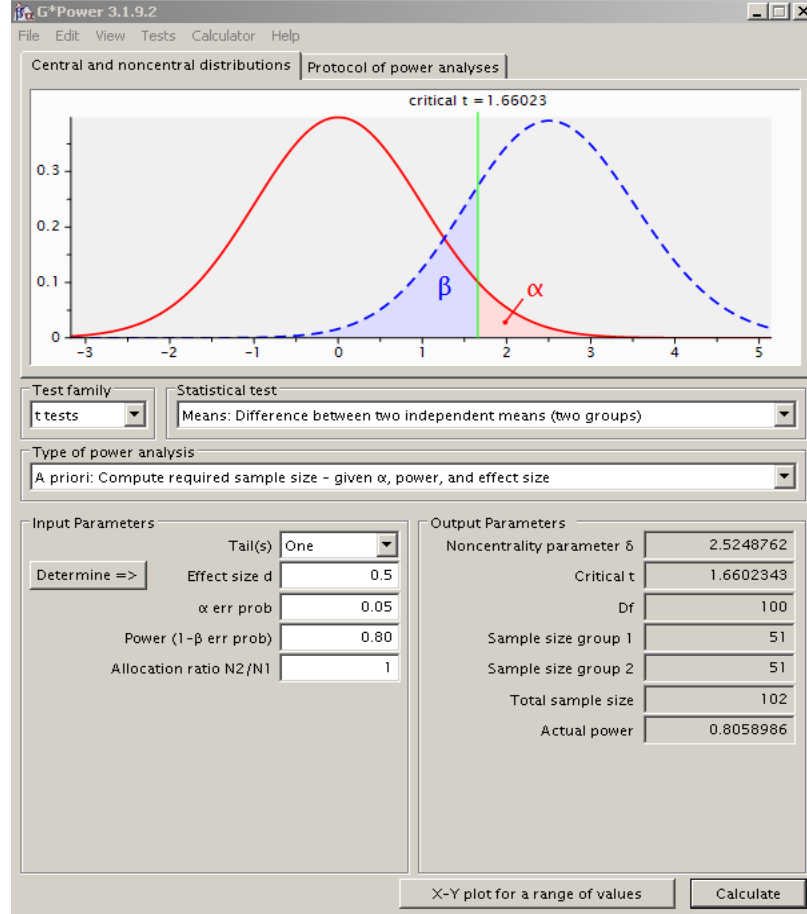 G*Power 3.1.9.2
File Edit View Tests Calculator Help
Central and noncentral distributions Protocol of power analyses
critical t = 1.66023
0.3
0.2
β α
0.1
0
-3 -2 -1 0 1 2 3 4 5
Test family Statistical test
t tests Means: Difference between two independent means (two groups)
Type of power analysis
A priori: Compute required sample size - given α, power, and effect size
Input Parameters Output Parameters
Tail(s) One Noncentrality parameter δ 2.5248762
Determine => Effect size d 0.5 Critical t 1.6602343
α err prob 0.05 Df 100
Power (1-β err prob) 0.80 Sample size group 1 51
Allocation ratio N2/N1 1 Sample size group 2 51
Total sample size 102
Actual power 0.8058986
X-Y plot for a range of values Calculate